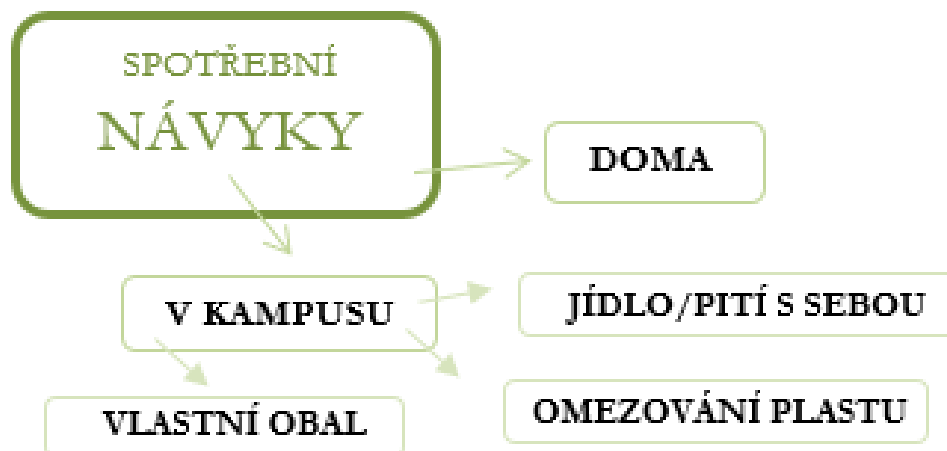 SPOTŘEBNÍ
NÁVYKY
DOMA
V KAMPUSU
JÍDLO/PITÍ S SEBOU
VLASTNÍ OBAL
OMEZOVÁNÍ PLASTU